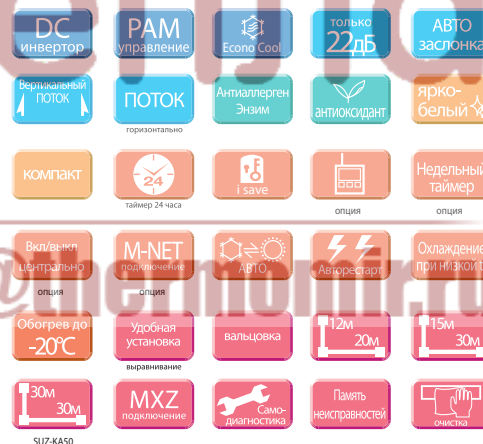 DC
инвертор
PAM
управление
Econo Cool
только
22дБ
АВТО
заслонка
Вертикальный
ПОТОК
ПОТОК
горизонтально
Антиаллерген
Энзим
антиоксидант
ярко-
белый
компакт
24
таймер 24 часа
i save
опция
Недельный
таймер
опция
Вкл/выкл
центрально
опция
M-NET
подключение
опция
АВТО
Авторестарт
Охлаждение
при низкой t
@thermomir.ru
Обогрев до
-20°C
Удобная
установка
выравнивание
вальцовка
12м
20м
15м
30м
30м
30м
SUZ-KA50
MXZ
подключение
Само-
диагностика
Память
неисправностей
очистка